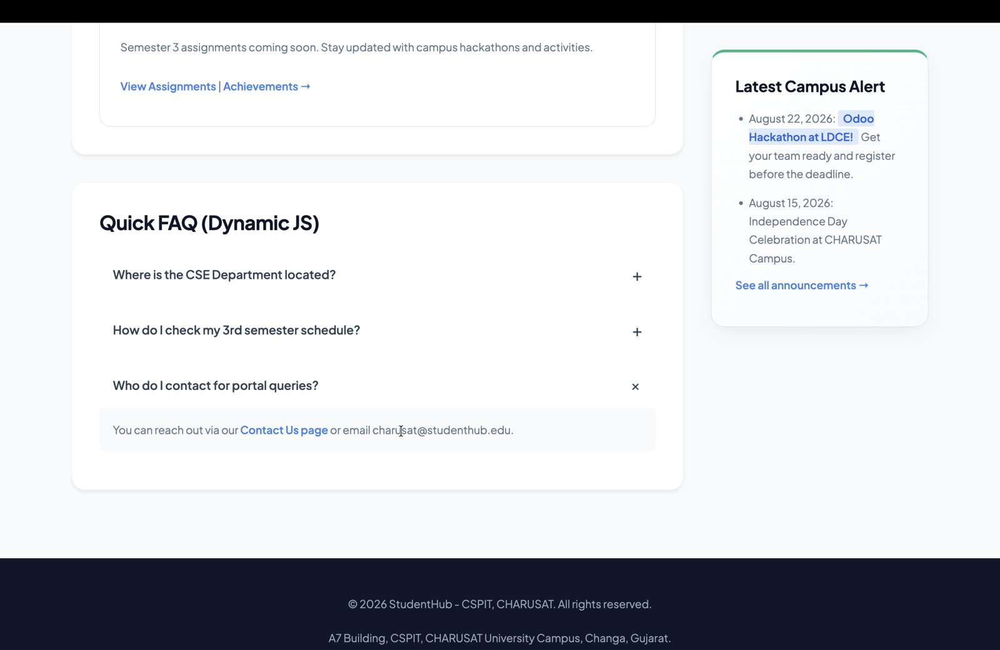 Semester 3 assignments coming soon. Stay updated with campus hackathons and activities.
View Assignments | Achievements →
Quick FAQ (Dynamic JS)
Where is the CSE Department located? +
How do I check my 3rd semester schedule? +
Who do I contact for portal queries? ×
You can reach out via our Contact Us page or email charusat@studenthub.edu.
Latest Campus Alert
• August 22, 2026: Odoo
Hackathon at LDCE! Get
your team ready and register
before the deadline.
• August 15, 2026:
Independence Day
Celebration at CHARUSAT
Campus.
See all announcements →
© 2026 StudentHub - CSPIT, CHARUSAT. All rights reserved.
A7 Building, CSPIT, CHARUSAT University Campus, Changa, Gujarat.